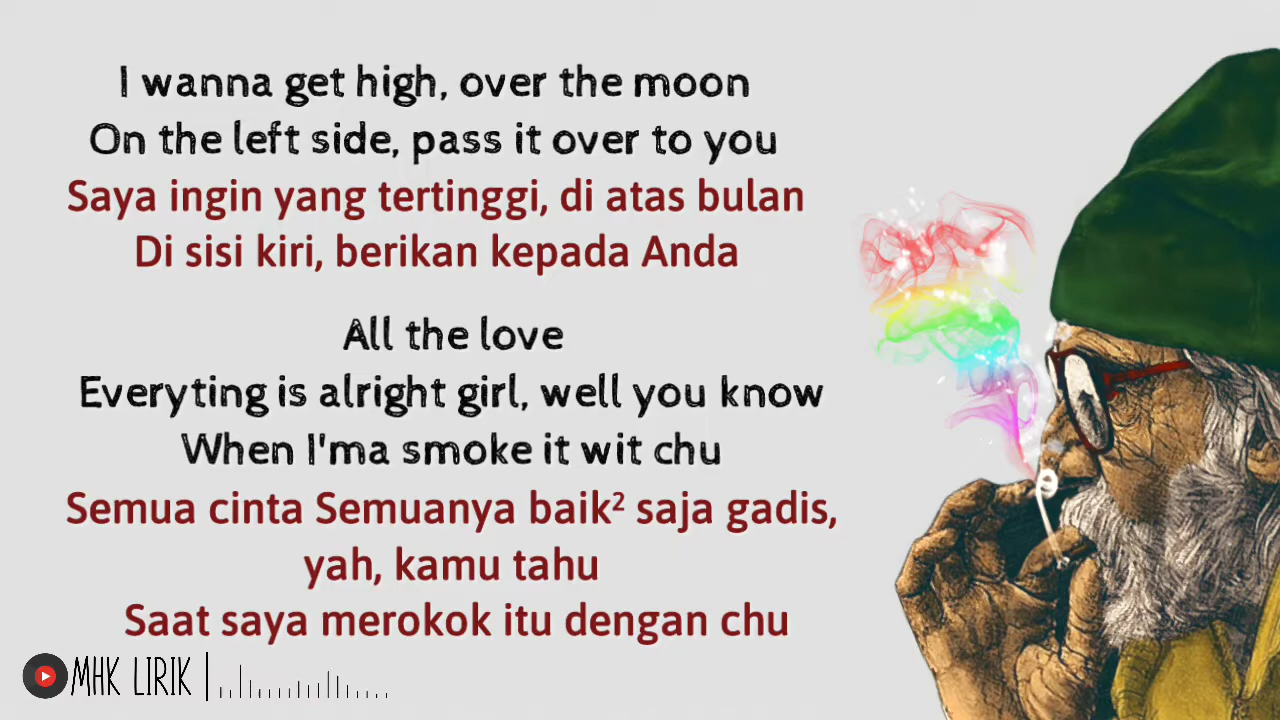 I wanna get high, over the moon
On the left side, pass it over to you
Saya ingin yang tertinggi, di atas bulan
Di sisi kiri, berikan kepada Anda
All the love
Everyting is alright girl, well you know
When I'ma smoke it wit chu
Semua cinta Semuanya baik² saja gadis,
yah, kamu tahu
Saat saya merokok itu dengan chu
MHK LIRIK